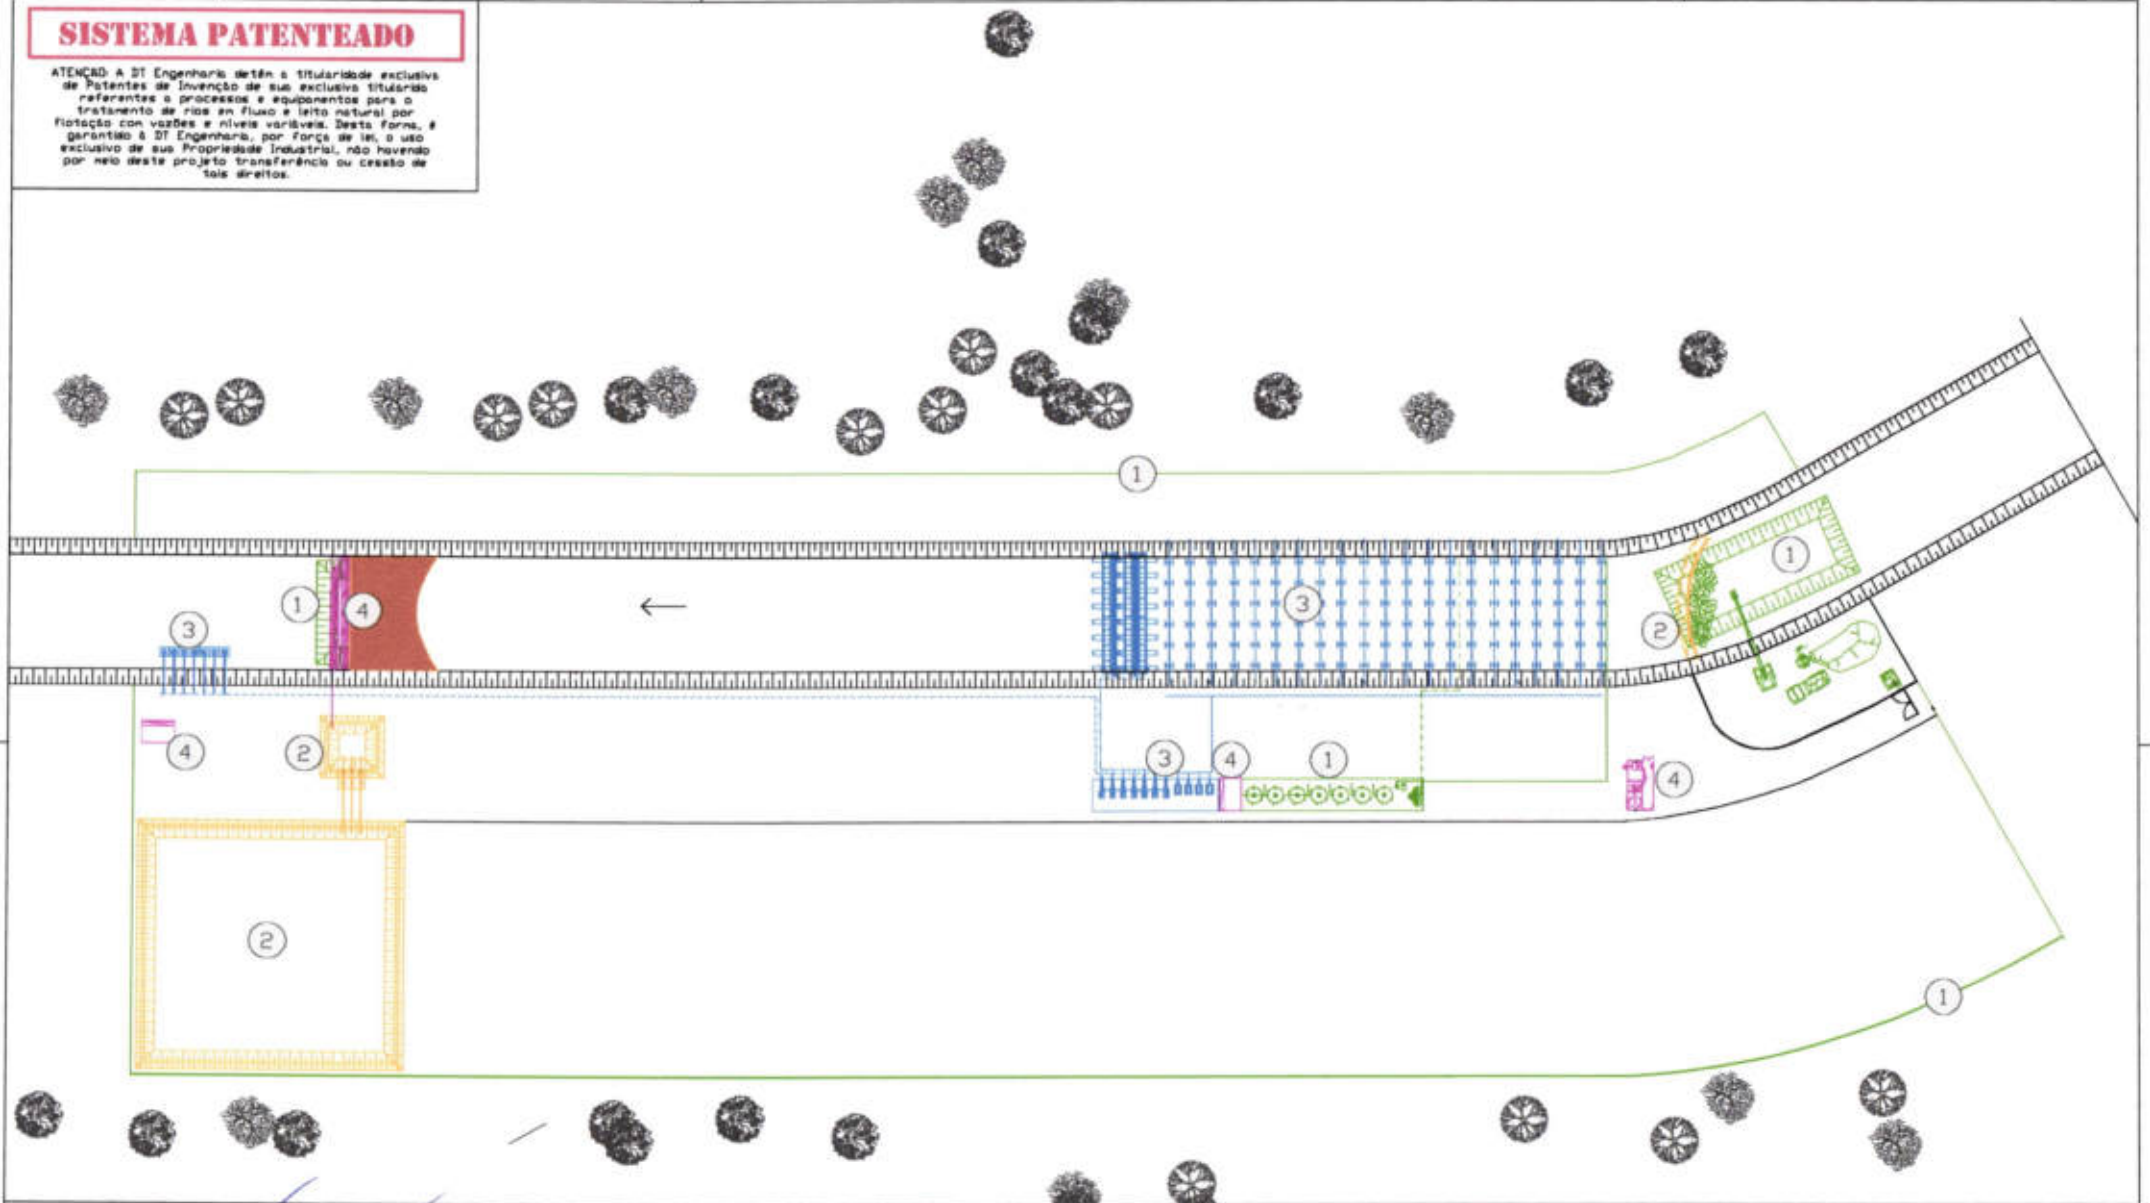 SISTEMA PATENTEADO
ATENÇÃO: A DT Engenharia detén a titularidade exclusiva
de Patentes de Invenção de sua exclusiva titularida
referentes a processos e equipamentos para o
tratamento de rios em fluxo e leito natural por
flotação com vazões e níveis variáveis. Desta forma, é
garantido à DT Engenharia, por força de lei, o uso
exclusivo de sua Propriedade Industrial, não havendo
por meio deste projeto transferência ou cessão de
tais direitos.
1
1
2
1
4
3
3
4
2
3
4
1
4
2
1